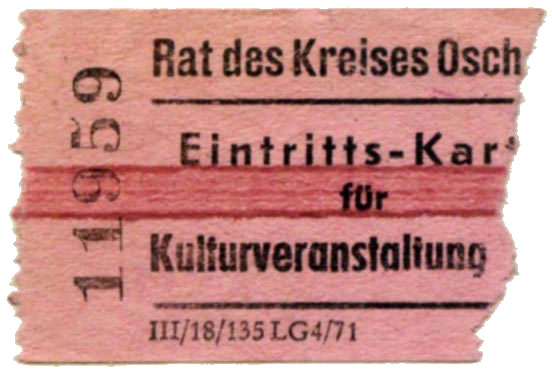 Rat des Kreises Osch
Eintritts-Kar
für
Kulturveranstaltung
III/18/135 LG4/71
11959